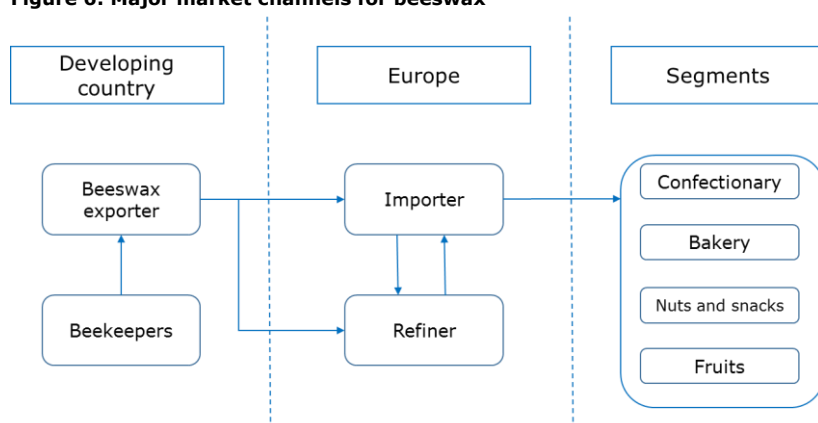 Figure 6: Major market channels for beeswax
Developing
country
Europe
Segments
Beeswax
exporter
Importer
Confectionary
Bakery
Beekeepers
Refiner
Nuts and snacks
Fruits